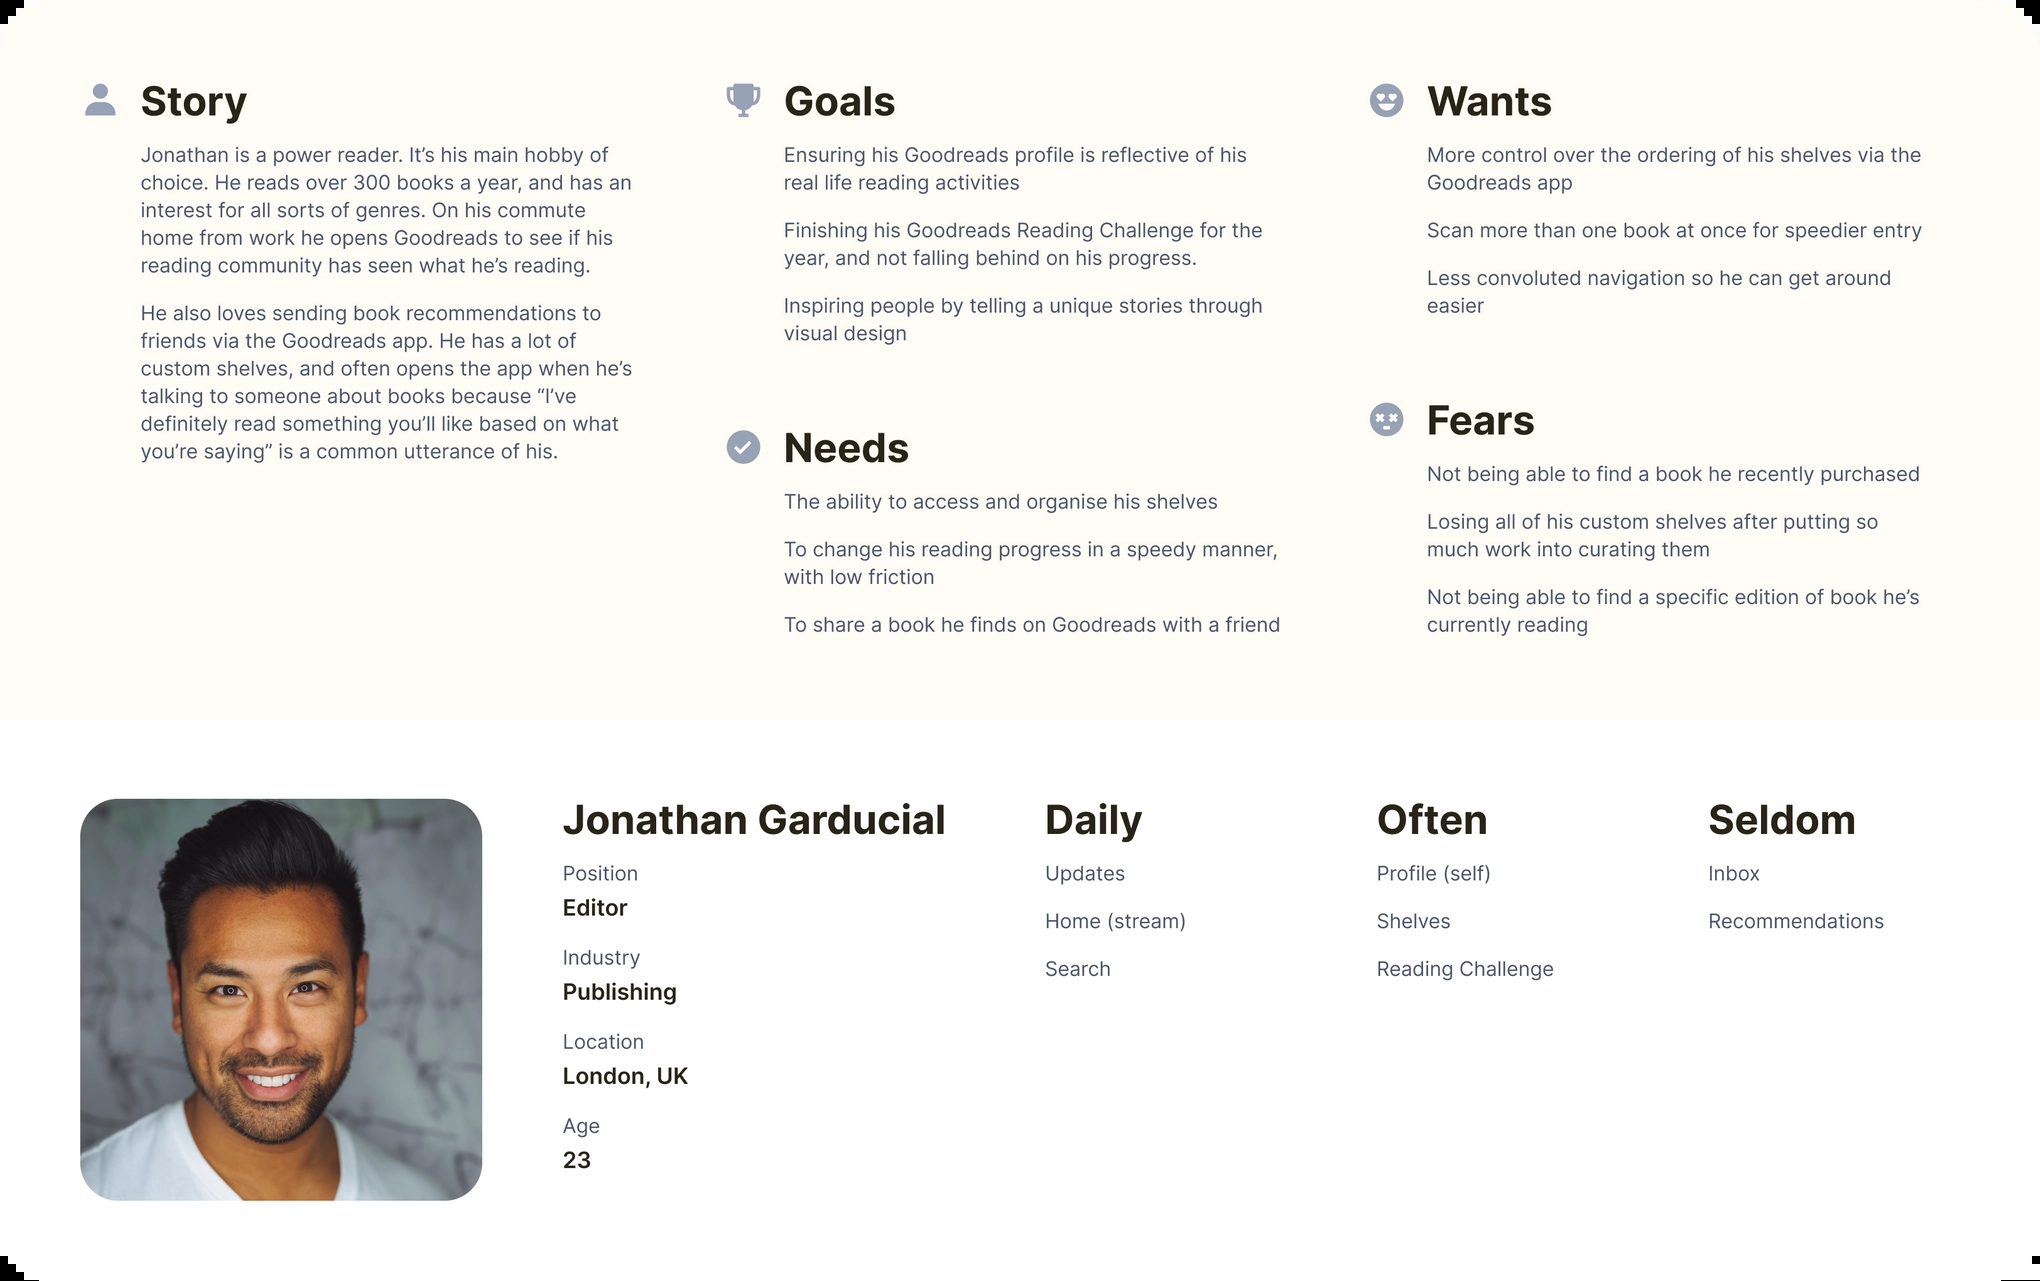 Story
Jonathan is a power reader. It’s his main hobby of
choice. He reads over 300 books a year, and has an
interest for all sorts of genres. On his commute
home from work he opens Goodreads to see if his
reading community has seen what he’s reading.
He also loves sending book recommendations to
friends via the Goodreads app. He has a lot of
custom shelves, and often opens the app when he’s
talking to someone about books because “I’ve
definitely read something you’ll like based on what
you’re saying” is a common utterance of his.
Goals
Ensuring his Goodreads profile is reflective of his
real life reading activities
Finishing his Goodreads Reading Challenge for the
year, and not falling behind on his progress.
Inspiring people by telling a unique stories through
visual design
Needs
The ability to access and organise his shelves
To change his reading progress in a speedy manner,
with low friction
To share a book he finds on Goodreads with a friend
Wants
More control over the ordering of his shelves via the
Goodreads app
Scan more than one book at once for speedier entry
Less convoluted navigation so he can get around
easier
Fears
Not being able to find a book he recently purchased
Losing all of his custom shelves after putting so
much work into curating them
Not being able to find a specific edition of book he’s
currently reading
Jonathan Garducial
Position
Editor
Industry
Publishing
Location
London, UK
Age
23
Daily
Updates
Home (stream)
Search
Often
Profile (self)
Shelves
Reading Challenge
Seldom
Inbox
Recommendations